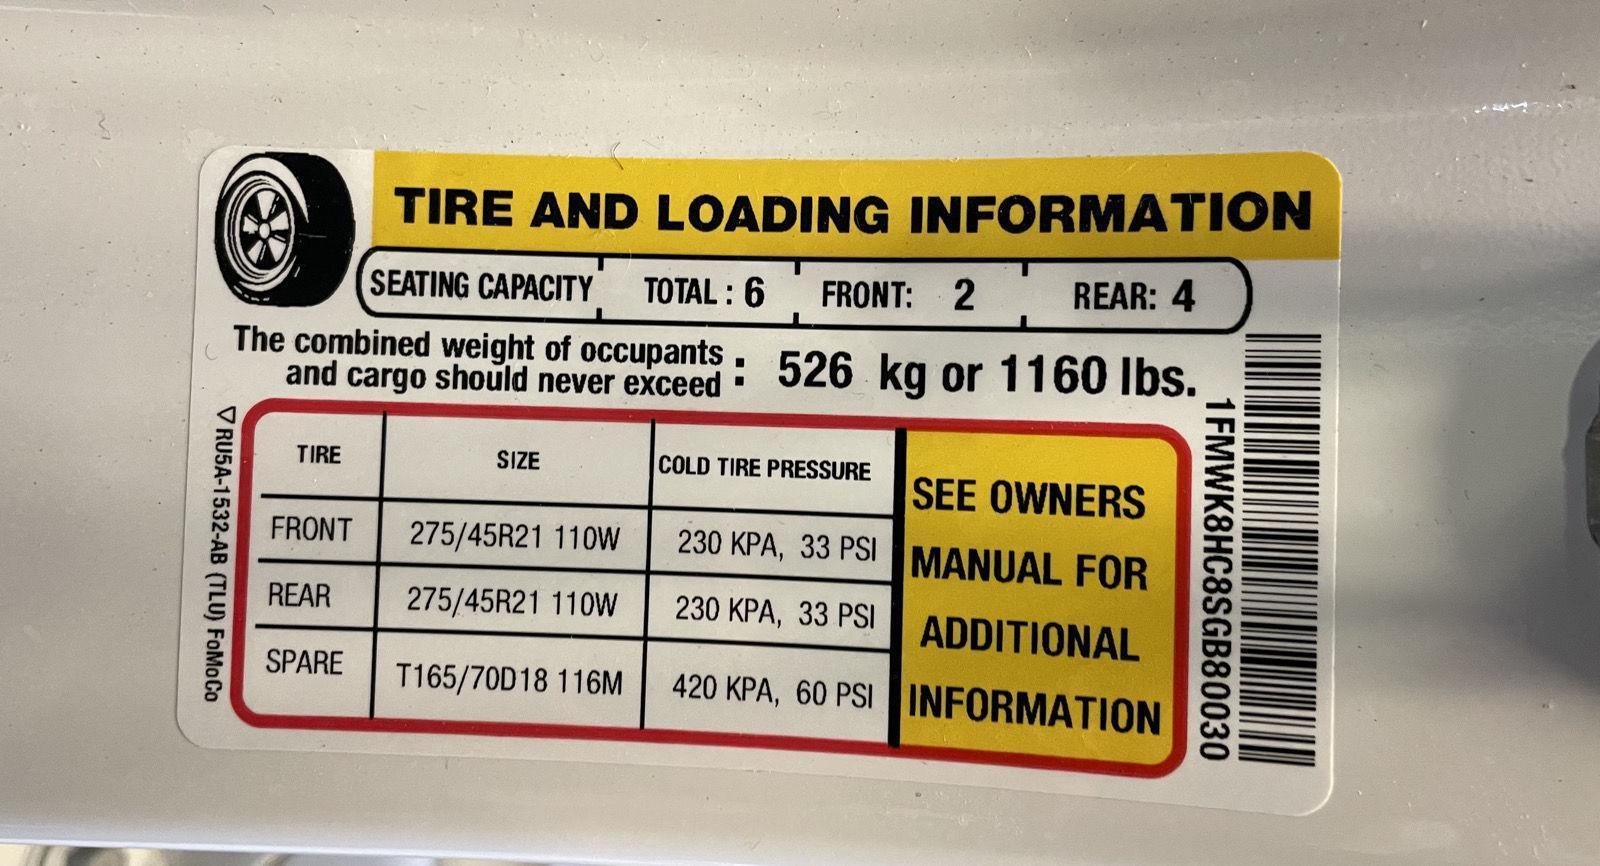 TIRE AND LOADING INFORMATION
SEATING CAPACITY TOTAL : 6 FRONT: 2 REAR: 4
The combined weight of occupants
and cargo should never exceed : 526 kg or 1160 lbs.
TIRE SIZE COLD TIRE PRESSURE
FRONT 275/45R21 110W 230 KPA, 33 PSI
REAR 275/45R21 110W 230 KPA, 33 PSI
SPARE T165/70D18 116M 420 KPA, 60 PSI
SEE OWNERS
MANUAL FOR
ADDITIONAL
INFORMATION
1FMWK8HC8SGB80030
RU5A-1532-AB (TLU) FoMoCo